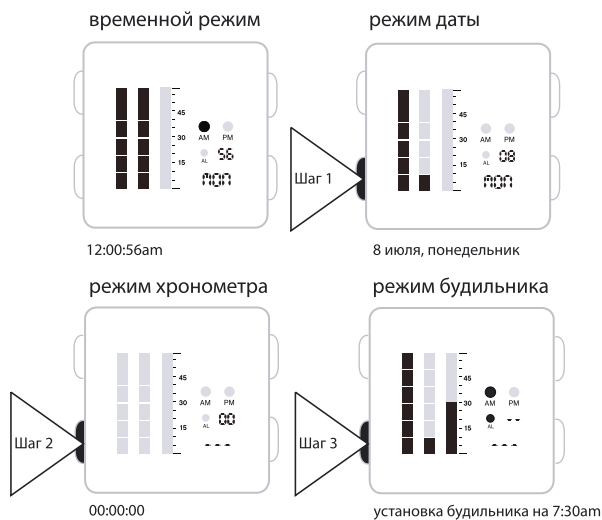 временной режим
45
30
15
AM PM
AL 56
MON
12:00:56am
режим даты
45
30
15
AM PM
AL 08
MON
Шаг 1
8 июля, понедельник
режим хронометра
45
30
15
AM PM
AL 00
Шаг 2
00:00:00
режим будильника
45
30
15
AM PM
AL
Шаг 3
установка будильника на 7:30am